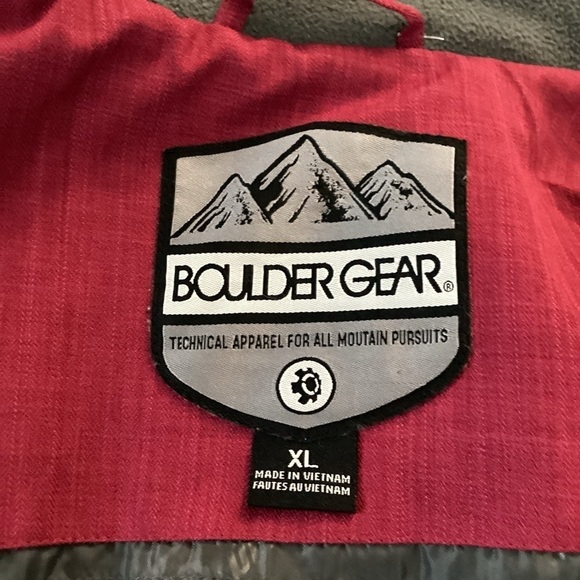 BOULDER GEAR®
TECHNICAL APPAREL FOR ALL MOUTAIN PURSUITS
XL
MADE IN VIETNAM
FAUTES AU VIETNAM